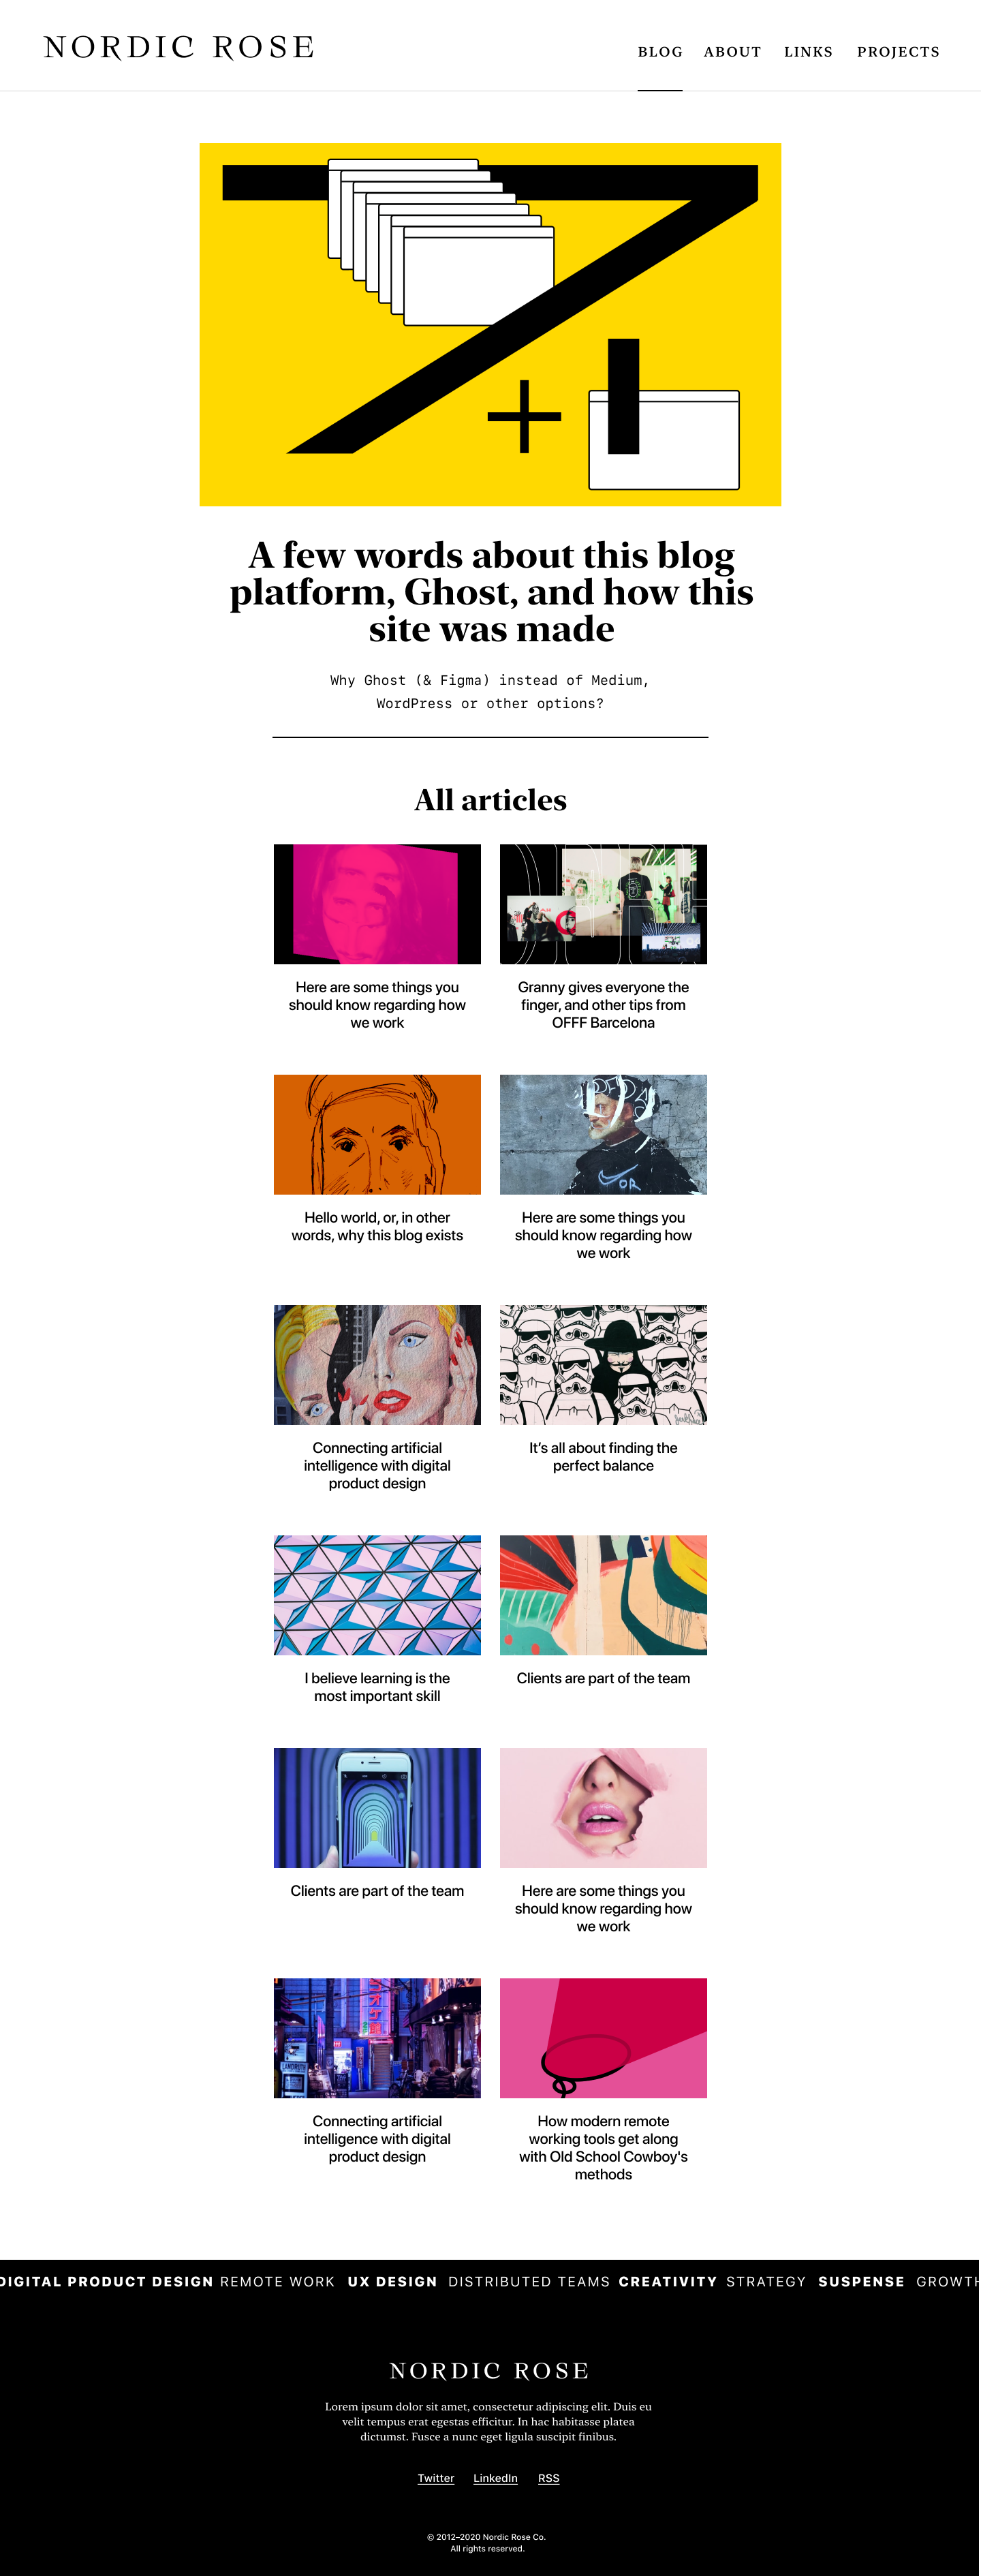 NORDIC ROSE
BLOG ABOUT LINKS PROJECTS
A few words about this blog
platform, Ghost, and how this
site was made
Why Ghost (& Figma) instead of Medium,
WordPress or other options?
All articles
Here are some things you
should know regarding how
we work
Granny gives everyone the
finger, and other tips from
OFFF Barcelona
Hello world, or, in other
words, why this blog exists
Here are some things you
should know regarding how
we work
Connecting artificial
intelligence with digital
product design
It’s all about finding the
perfect balance
I believe learning is the
most important skill
Clients are part of the team
Clients are part of the team
Here are some things you
should know regarding how
we work
Connecting artificial
intelligence with digital
product design
How modern remote
working tools get along
with Old School Cowboy's
methods
DIGITAL PRODUCT DESIGN REMOTE WORK UX DESIGN DISTRIBUTED TEAMS CREATIVITY STRATEGY SUSPENSE GROWTH
NORDIC ROSE
Lorem ipsum dolor sit amet, consectetur adipiscing elit. Duis eu
velit tempus erat egestas efficitur. In hac habitasse platea
dictumst. Fusce a nunc eget ligula suscipit finibus.
Twitter LinkedIn RSS
© 2012–2020 Nordic Rose Co.
All rights reserved.